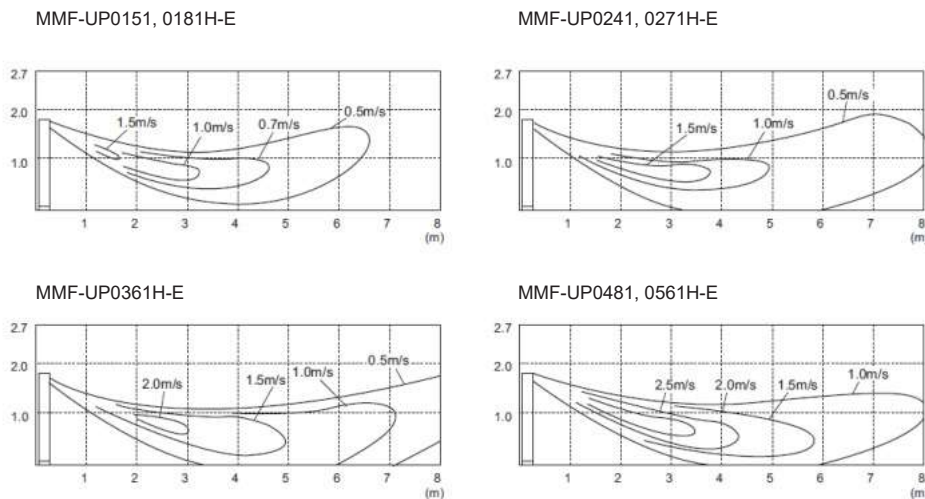 MMF-UP0151, 0181H-E
2.7
2.0
1.0
1.5m/s
1.0m/s
0.7m/s
0.5m/s
1 2 3 4 5 6 7 8
(m)
MMF-UP0241, 0271H-E
2.7
2.0
1.0
1.5m/s
1.0m/s
0.5m/s
1 2 3 4 5 6 7 8
(m)
MMF-UP0361H-E
2.7
2.0
1.0
2.0m/s
1.5m/s
1.0m/s
0.5m/s
1 2 3 4 5 6 7 8
(m)
MMF-UP0481, 0561H-E
2.7
2.0
1.0
2.5m/s
2.0m/s
1.5m/s
1.0m/s
1 2 3 4 5 6 7 8
(m)